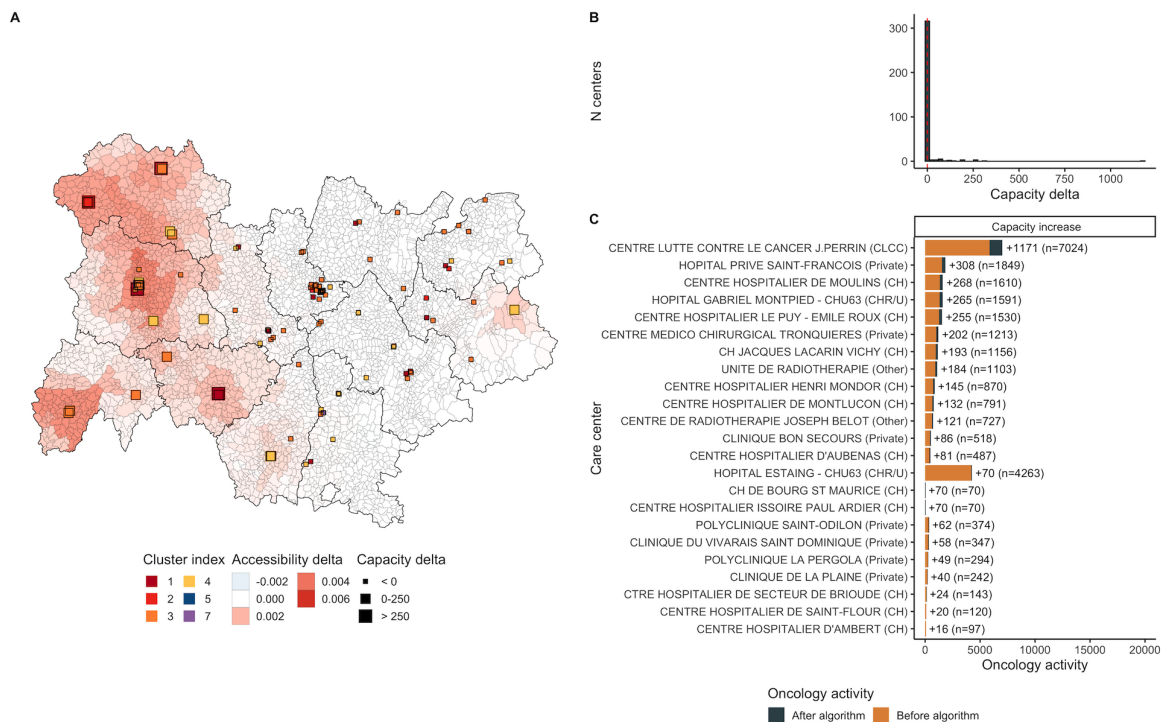 A
B
300
200
100
0
N centers
0
250
500
750
1000
Capacity delta
C
Capacity increase
CENTRE LUTTE CONTRE LE CANCER J.PERRIN (CLCC)
+1171 (n=7024)
HOPITAL PRIVE SAINT-FRANCOIS (Private)
+308 (n=1849)
CENTRE HOSPITALIER DE MOULINS (CH)
+268 (n=1610)
HOPITAL GABRIEL MONTPIED - CHU63 (CHR/U)
+265 (n=1591)
CENTRE HOSPITALIER LE PUY - EMILE ROUX (CH)
+255 (n=1530)
CENTRE MEDICO CHIRURGICAL TRONQUIERES (Private)
+202 (n=1213)
CH JACQUES LACARIN VICHY (CH)
+193 (n=1156)
UNITE DE RADIOTHERAPIE (Other)
+184 (n=1103)
CENTRE HOSPITALIER HENRI MONDOR (CH)
+145 (n=870)
CENTRE HOSPITALIER DE MONTLUCON (CH)
+132 (n=791)
CENTRE DE RADIOTHERAPIE JOSEPH BELOT (Other)
+121 (n=727)
CLINIQUE BON SECOURS (Private)
+86 (n=518)
CENTRE HOSPITALIER D'AUBENAS (CH)
+81 (n=487)
HOPITAL ESTAING - CHU63 (CHR/U)
+70 (n=4263)
CH DE BOURG ST MAURICE (CH)
+70 (n=70)
CENTRE HOSPITALIER ISSOIRE PAUL ARDIER (CH)
+70 (n=70)
POLYCLINIQUE SAINT-ODILON (Private)
+62 (n=374)
CLINIQUE DU VIVARAIS SAINT DOMINIQUE (Private)
+58 (n=347)
POLYCLINIQUE LA PERGOLA (Private)
+49 (n=294)
CLINIQUE DE LA PLAINE (Private)
+40 (n=242)
CTRE HOSPITALIER DE SECTEUR DE BRIOUDE (CH)
+24 (n=143)
CENTRE HOSPITALIER DE SAINT-FLOUR (CH)
+20 (n=120)
CENTRE HOSPITALIER D'AMBERT (CH)
+16 (n=97)
Care center
0
5000
10000
15000
20000
Oncology activity
Oncology activity
After algorithm
Before algorithm
Cluster index
1
2
3
4
5
7
Accessibility delta
-0.002
0.000
0.002
0.004
0.006
Capacity delta
< 0
0-250
> 250